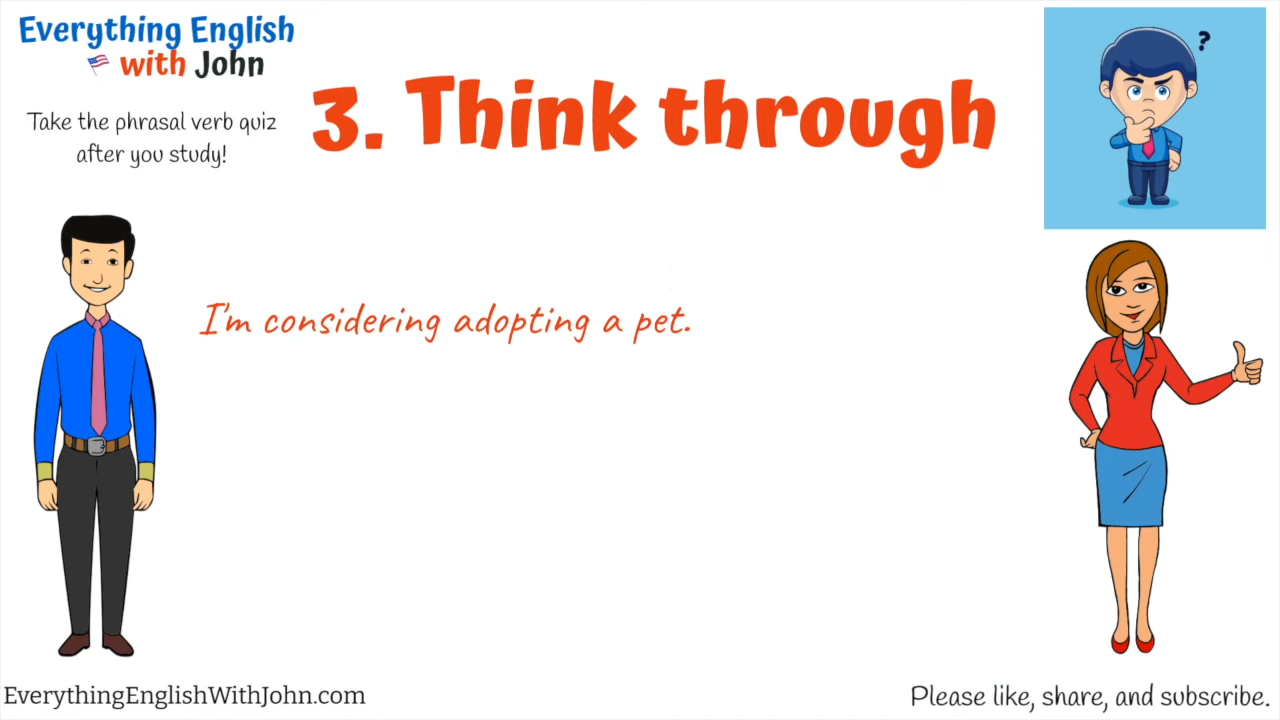 Everything English
with John
Take the phrasal verb quiz
after you study!
3. Think through
?
I'm considering adopting a pet.
EverythingEnglishWithJohn.com
Please like, share, and subscribe.